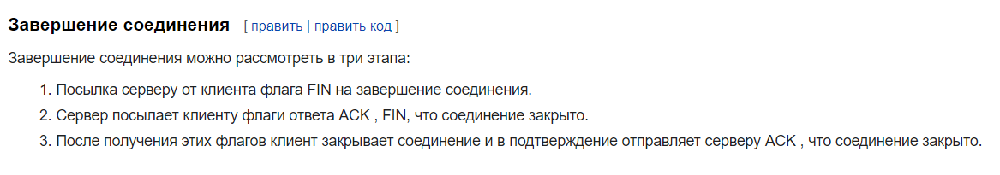 Завершение соединения [ править | править код ]
Завершение соединения можно рассмотреть в три этапа:
1. Посылка серверу от клиента флага FIN на завершение соединения.
2. Сервер посылает клиенту флаги ответа ACK , FIN, что соединение закрыто.
3. После получения этих флагов клиент закрывает соединение и в подтверждение отправляет серверу ACK , что соединение закрыто.